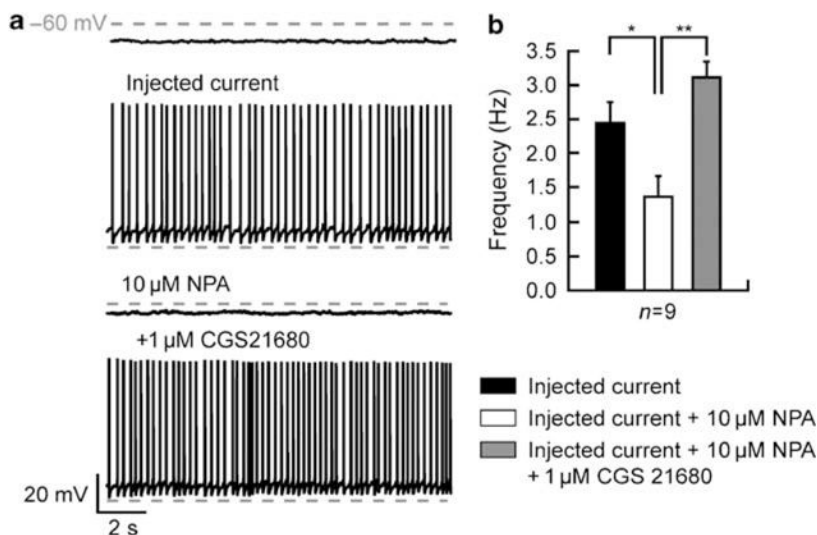 a
–60 mV
Injected current
10 µM NPA
+1 µM CGS21680
20 mV
2 s
b
* **
3.5
3.0
2.5
2.0
1.5
1.0
0.5
0.0
Frequency (Hz)
n=9
Injected current
Injected current + 10 µM NPA
Injected current + 10 µM NPA
+ 1 µM CGS 21680